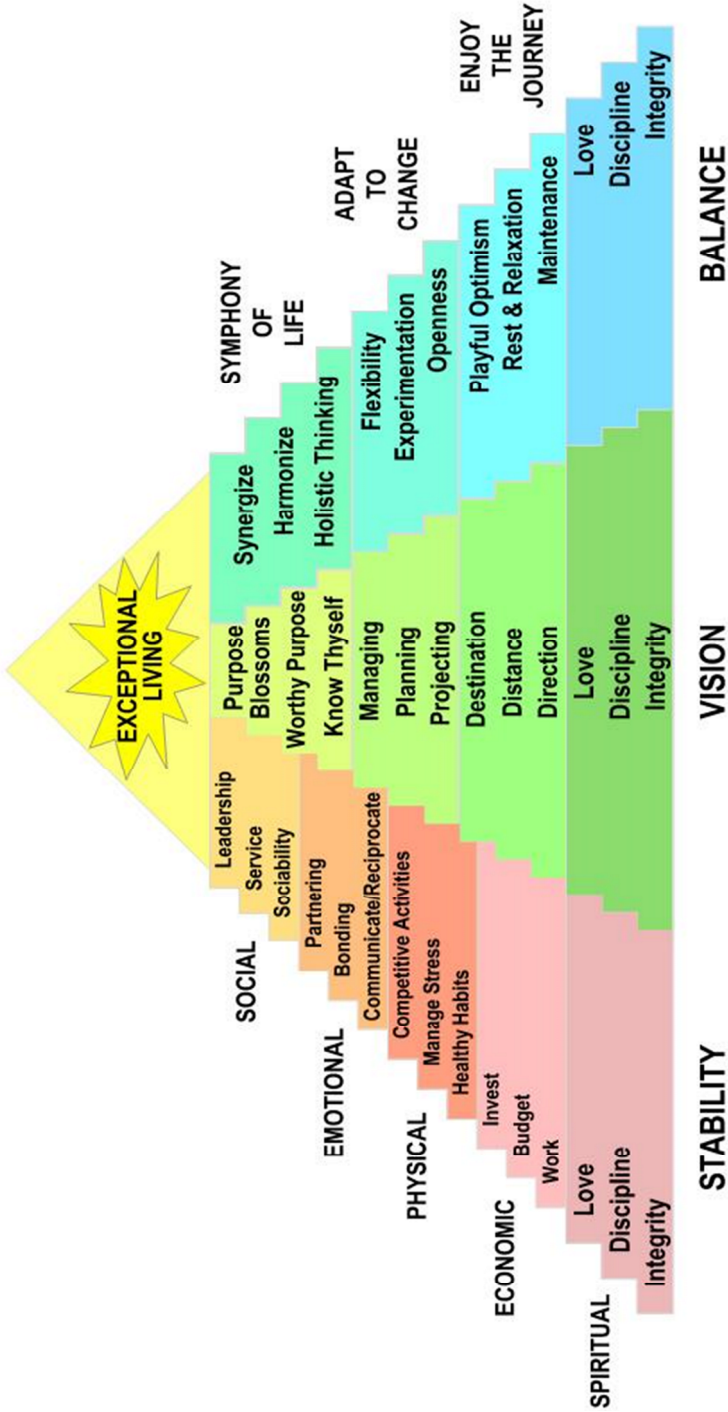 EXCEPTIONAL
LIVING
SOCIAL
Leadership
Service
Sociability
EMOTIONAL
Partnering
Bonding
Communicate/Reciprocate
PHYSICAL
Competitive Activities
Manage Stress
Healthy Habits
ECONOMIC
Invest
Budget
Work
SPIRITUAL
Love
Discipline
Integrity
STABILITY
Purpose
Blossoms
Worthy Purpose
Know Thyself
Managing
Planning
Projecting
Destination
Distance
Direction
Love
Discipline
Integrity
VISION
SYMPHONY
OF
LIFE
Synergize
Harmonize
Holistic Thinking
ADAPT
TO
CHANGE
Flexibility
Experimentation
Openness
ENJOY
THE
JOURNEY
Playful Optimism
Rest & Relaxation
Maintenance
Love
Discipline
Integrity
BALANCE